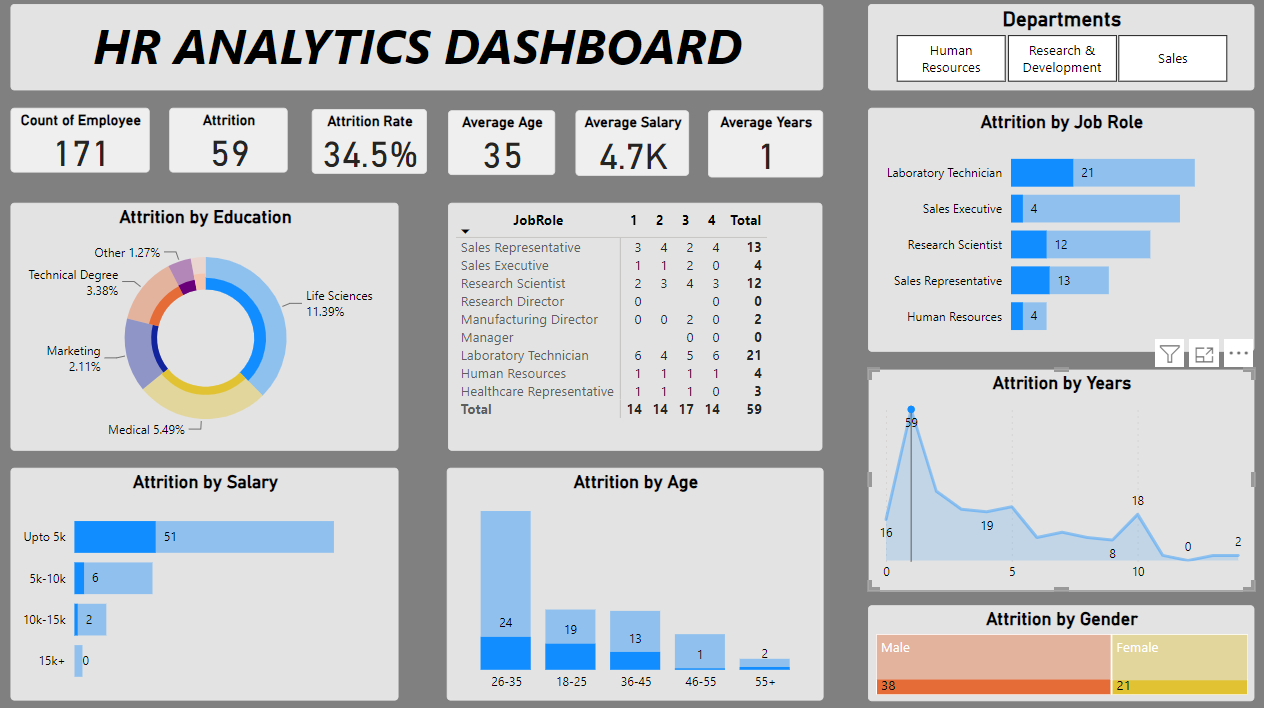 HR ANALYTICS DASHBOARD
Departments
Human
Resources
Research &
Development
Sales
Count of Employee
171
Attrition
59
Attrition Rate
34.5%
Average Age
35
Average Salary
4.7K
Average Years
1
Attrition by Education
Other 1.27%
Technical Degree
3.38%
Life Sciences
11.39%
Marketing
2.11%
Medical 5.49%
JobRole 1 2 3 4 Total
Sales Representative 3 4 2 4 13
Sales Executive 1 1 2 0 4
Research Scientist 2 3 4 3 12
Research Director 0 0 0
Manufacturing Director 0 0 2 0 2
Manager 0 0 0
Laboratory Technician 6 4 5 6 21
Human Resources 1 1 1 1 4
Healthcare Representative 1 1 1 0 3
Total 14 14 17 14 59
Attrition by Job Role
Laboratory Technician 21
Sales Executive 4
Research Scientist 12
Sales Representative 13
Human Resources 4
Attrition by Salary
Upto 5k 51
5k-10k 6
10k-15k 2
15k+ 0
Attrition by Age
24 19 13 1 2
26-35 18-25 36-45 46-55 55+
Attrition by Years
59
18
16
19
8
0
2
0 5 10
Attrition by Gender
Male Female
38 21